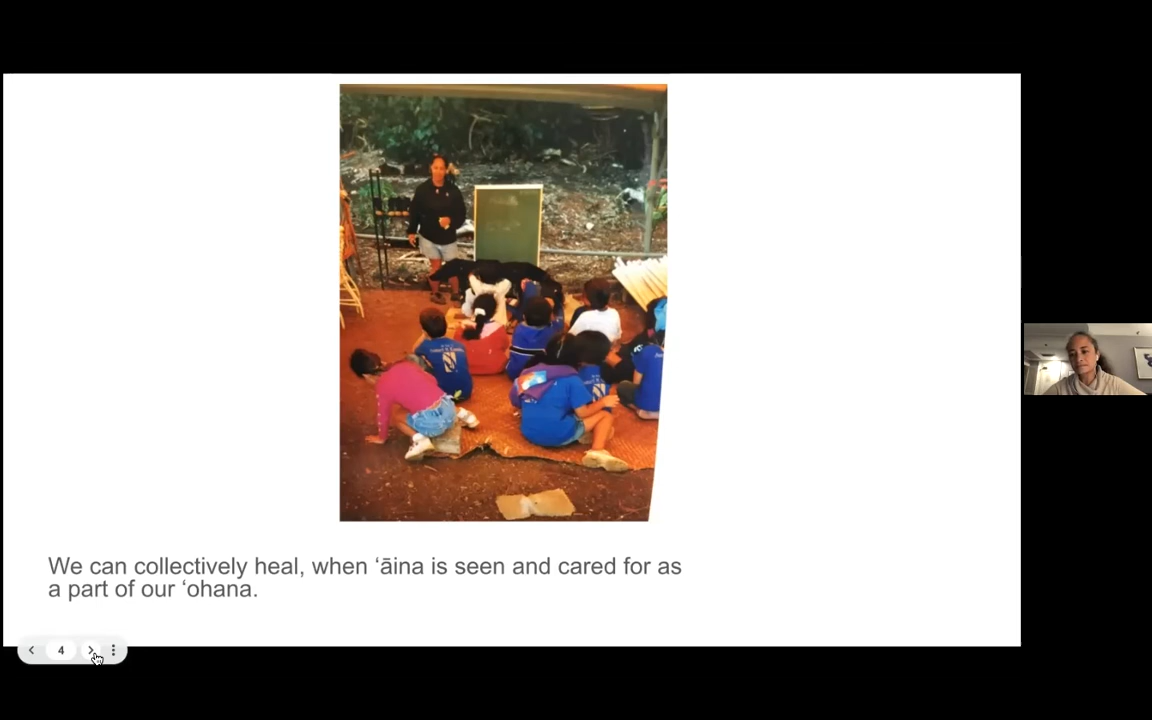 We can collectively heal, when ʻāina is seen and cared for as
a part of our ʻohana.
4